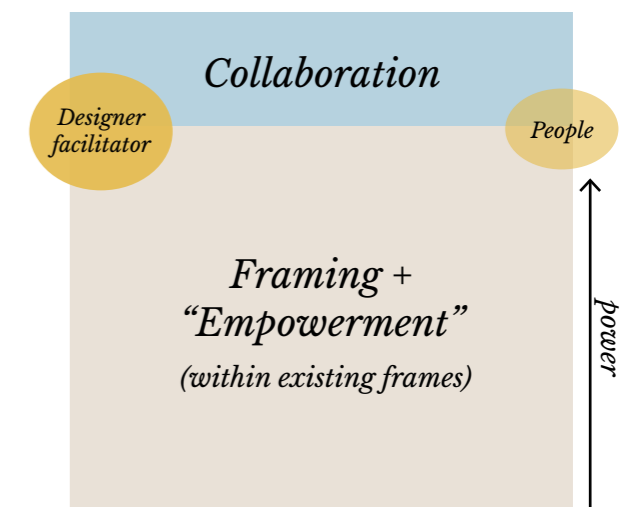 Collaboration
Designer
facilitator
People
Framing +
“Empowerment”
(within existing frames)
power